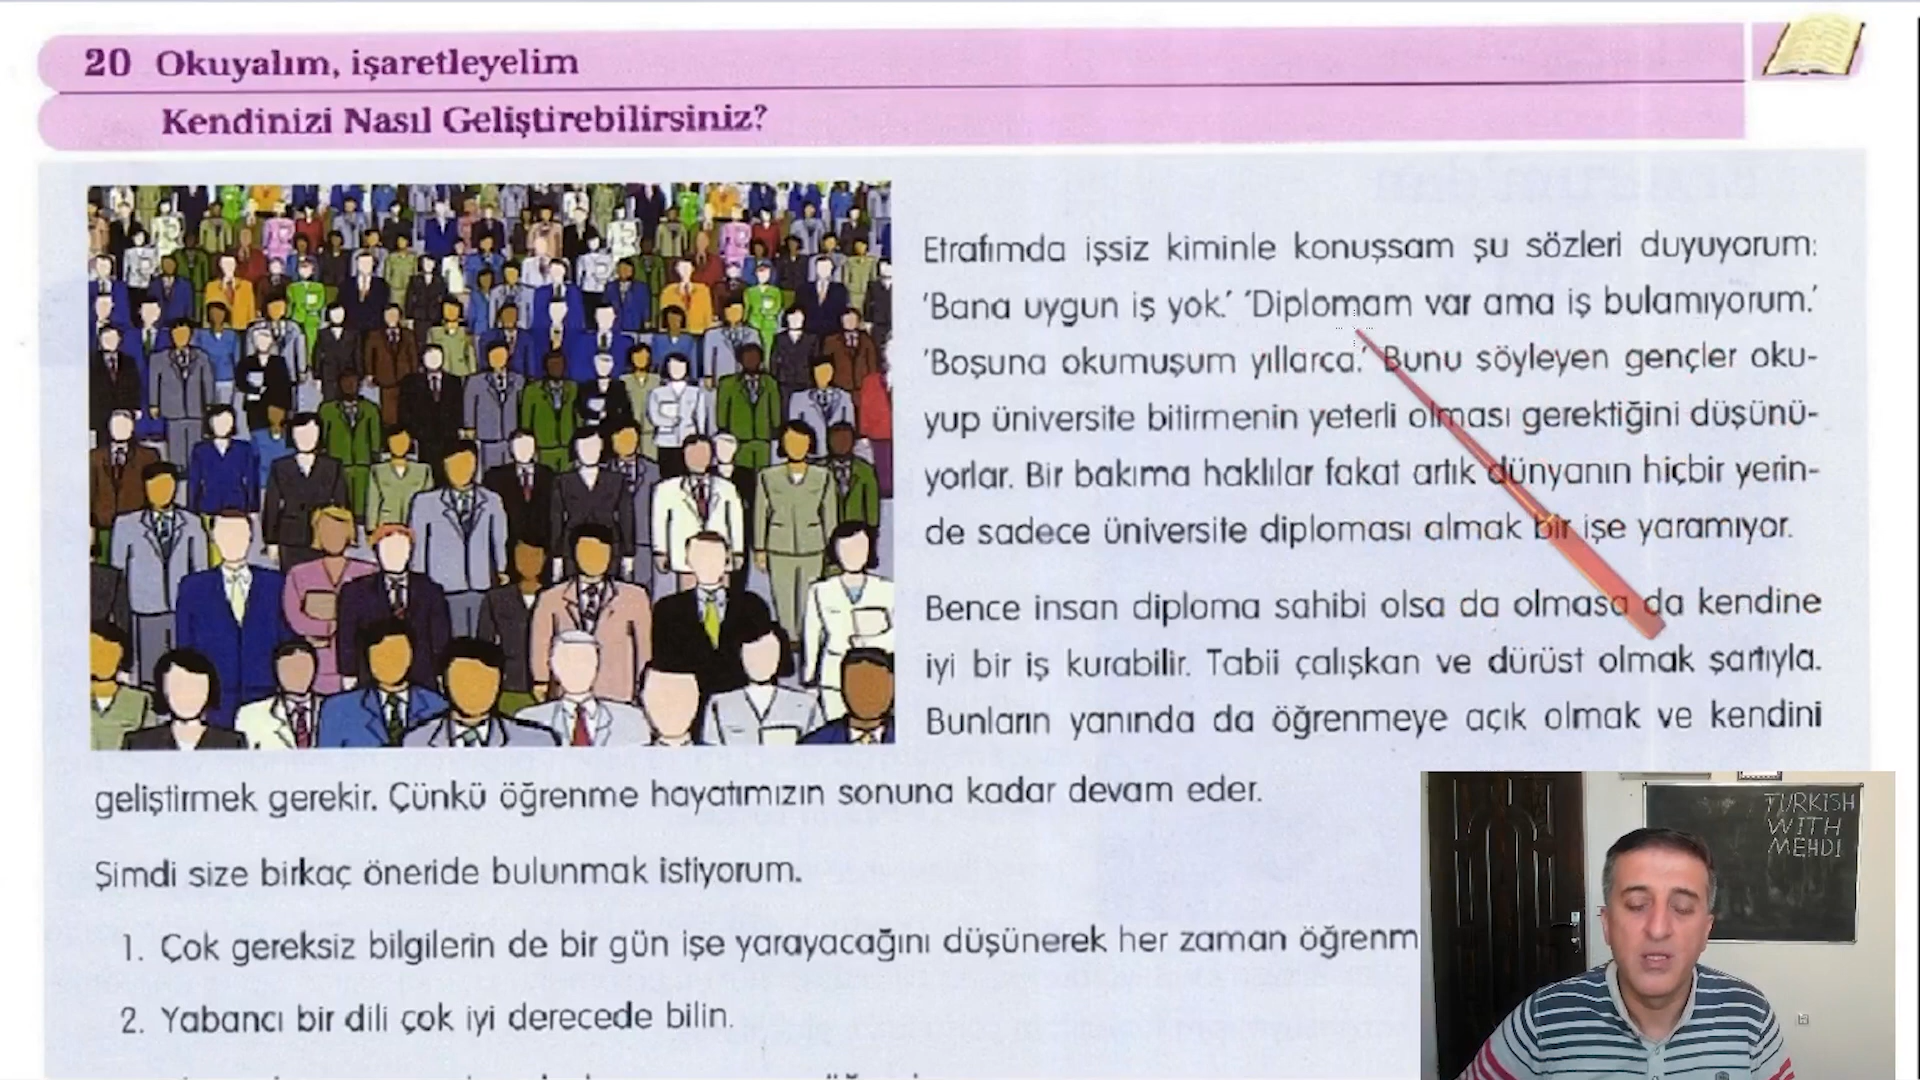 20 Okuyalım, işaretleyelim
Kendinizi Nasıl Geliştirebilirsiniz?
Etrafımda işsiz kiminle konuşsam şu sözleri duyuyorum:
'Bana uygun iş yok.' 'Diplomam var ama iş bulamıyorum.'
'Boşuna okumuşum yıllarca.' Bunu söyleyen gençler oku-
yup üniversite bitirmenin yeterli olması gerektiğini düşünü-
yorlar. Bir bakıma haklılar fakat artık dünyanın hiçbir yerin-
de sadece üniversite diploması almak bir işe yaramıyor.
Bence insan diploma sahibi olsa da olmasa da kendine
iyi bir iş kurabilir. Tabii çalışkan ve dürüst olmak şartıyla.
Bunların yanında da öğrenmeye açık olmak ve kendini
geliştirmek gerekir. Çünkü öğrenme hayatımızın sonuna kadar devam eder.
Şimdi size birkaç öneride bulunmak istiyorum.
1. Çok gereksiz bilgilerin de bir gün işe yarayacağını düşünerek her zaman öğrenm
2. Yabancı bir dili çok iyi derecede bilin.
TURKISH
WITH
MEHDI